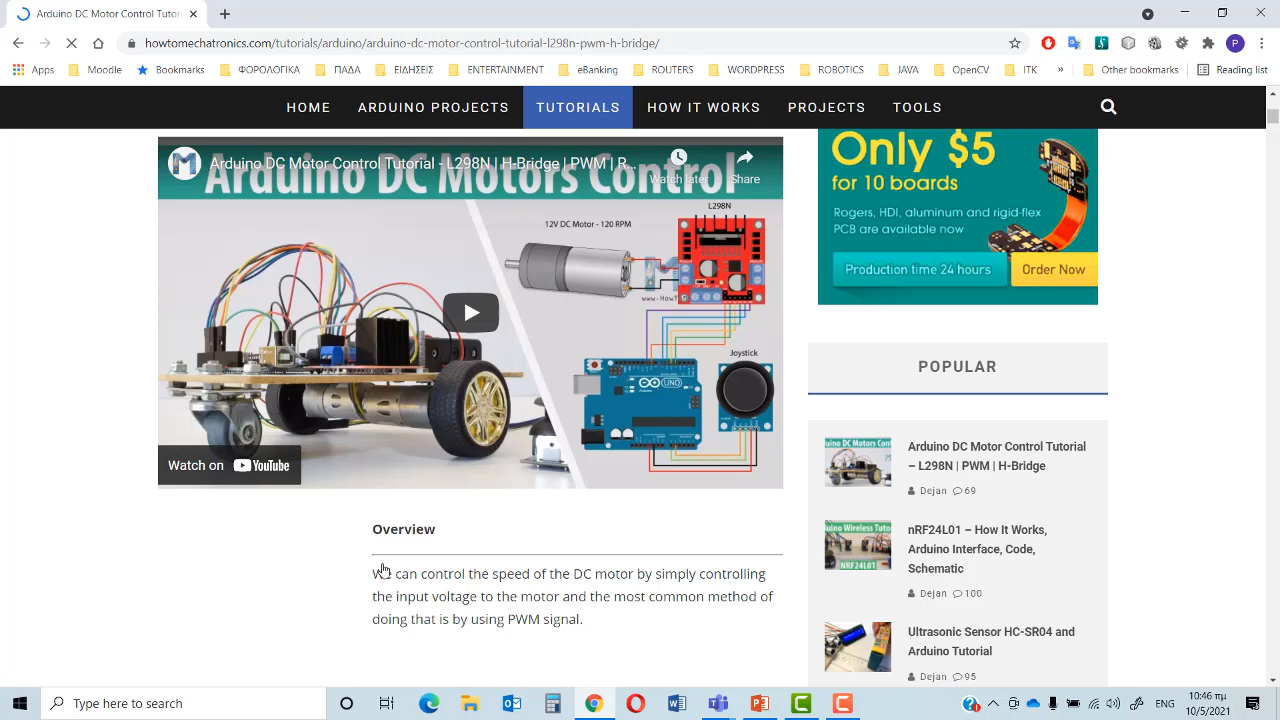 Arduino DC Motor Control Tut
howtomechatronics.com/tutorials/arduino/arduino-dc-motor-control-tutorial-l298n-pwm-h-bridge/
Apps Moodle Bookmarks ΦΟΡΟΛΟΓΙΚΑ ΠΑΔΑ ΕΙΔΗΣΕΙΣ ENTERTAINMENT eBanking ROUTERS WORDPRESS ROBOTICS JAVA OpenCV ITK » Other bookmarks Reading list
HOME ARDUINO PROJECTS TUTORIALS HOW IT WORKS PROJECTS TOOLS
Arduino DC Motor Control Tutorial - L298N | H-Bridge | PWM | R...
Watch later Share
Arduino DC Motors Control
L298N
12V DC Motor - 120 RPM
Joystick
UNO
Watch on YouTube
Overview
We can control the speed of the DC motor by simply controlling
the input voltage to the motor and the most common method of
doing that is by using PWM signal.
Only $5
for 10 boards
Rogers, HDI, aluminum and rigid-flex
PCB are available now
Production time 24 hours Order Now
POPULAR
Arduino DC Motor Control Tutorial
– L298N | PWM | H-Bridge
Dejan 69
nRF24L01 – How It Works,
Arduino Interface, Code,
Schematic
Dejan 100
Ultrasonic Sensor HC-SR04 and
Arduino Tutorial
Dejan 95
Type here to search
10:46 πμ
10/5/2021